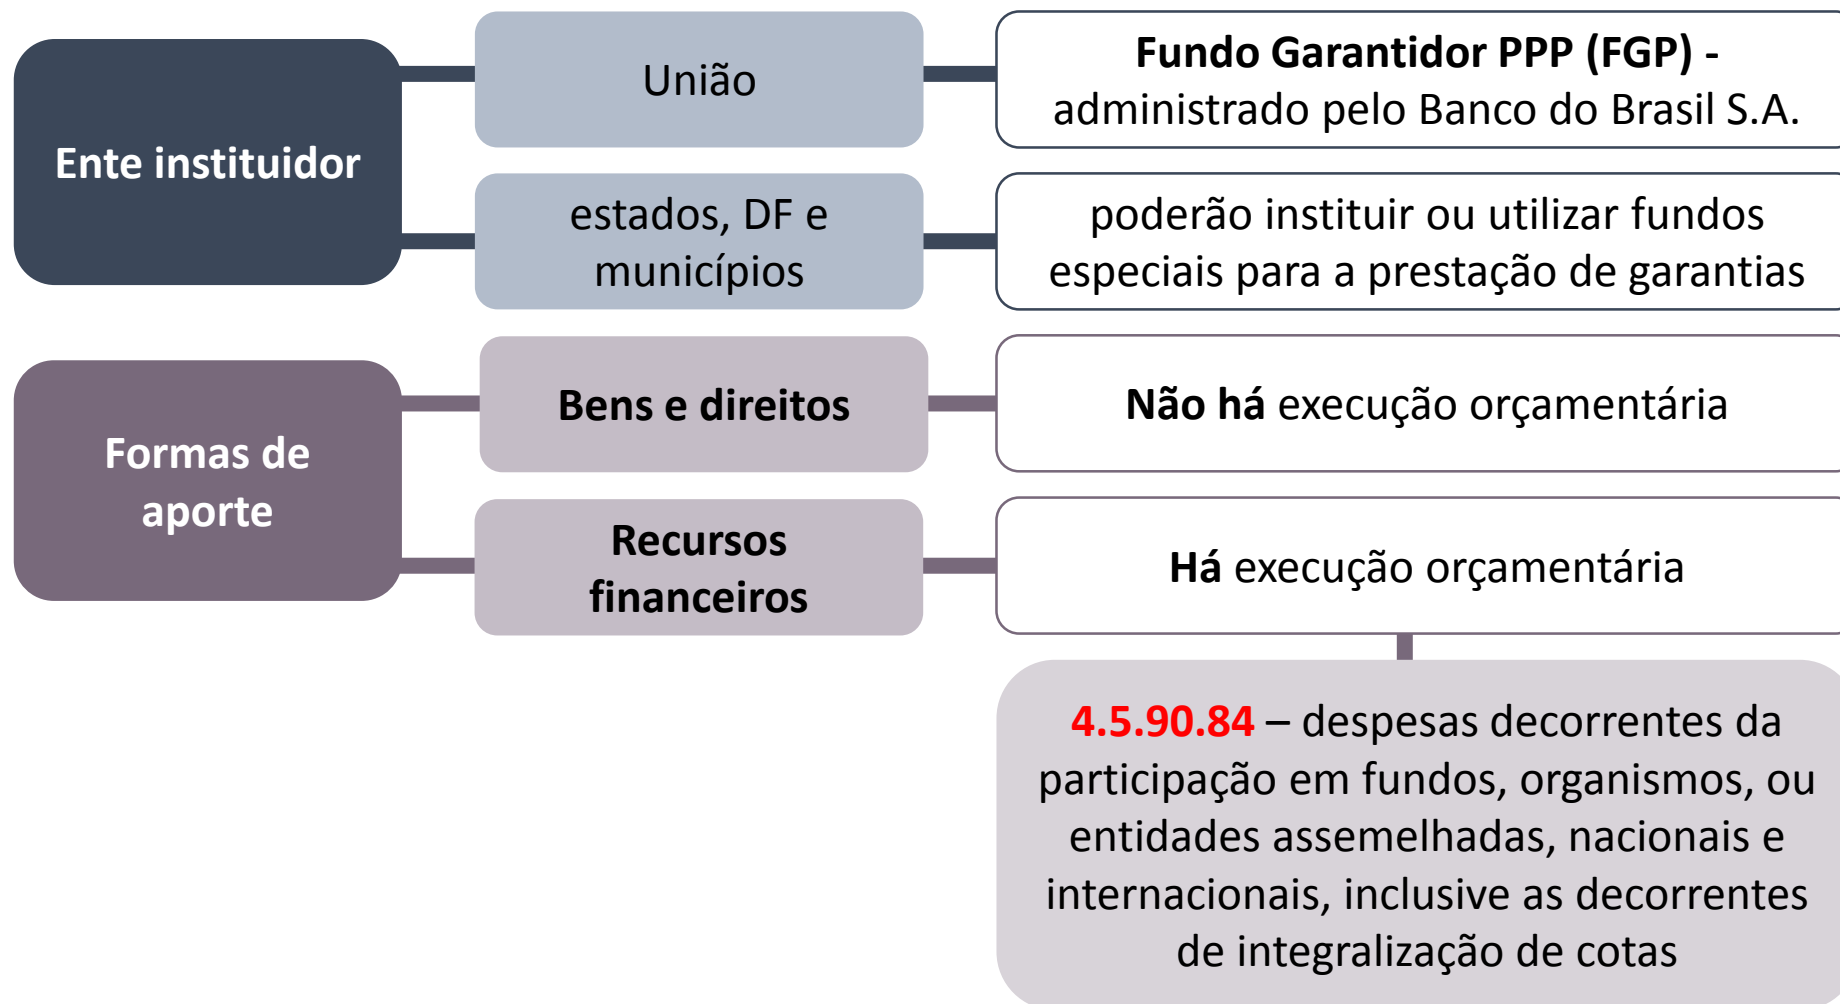 Ente instituidor
União
Fundo Garantidor PPP (FGP) -
administrado pelo Banco do Brasil S.A.
estados, DF e
municípios
poderão instituir ou utilizar fundos
especiais para a prestação de garantias
Formas de
aporte
Bens e direitos
Não há execução orçamentária
Recursos
financeiros
Há execução orçamentária
4.5.90.84 – despesas decorrentes da
participação em fundos, organismos, ou
entidades assemelhadas, nacionais e
internacionais, inclusive as decorrentes
de integralização de cotas